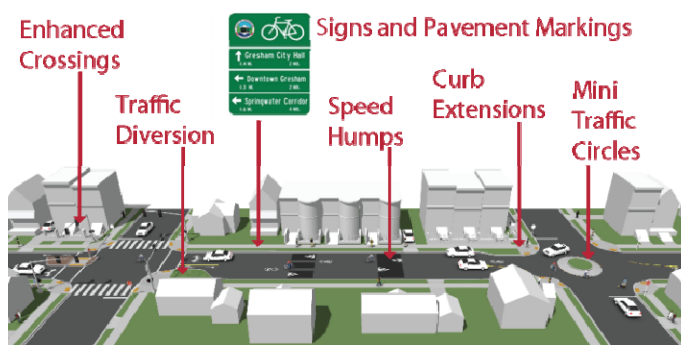 Enhanced
Crossings
Signs and Pavement Markings
Gresham City Hall
Downtown Gresham
Springwater Corridor
Traffic
Diversion
Speed
Humps
Curb
Extensions
Mini
Traffic
Circles